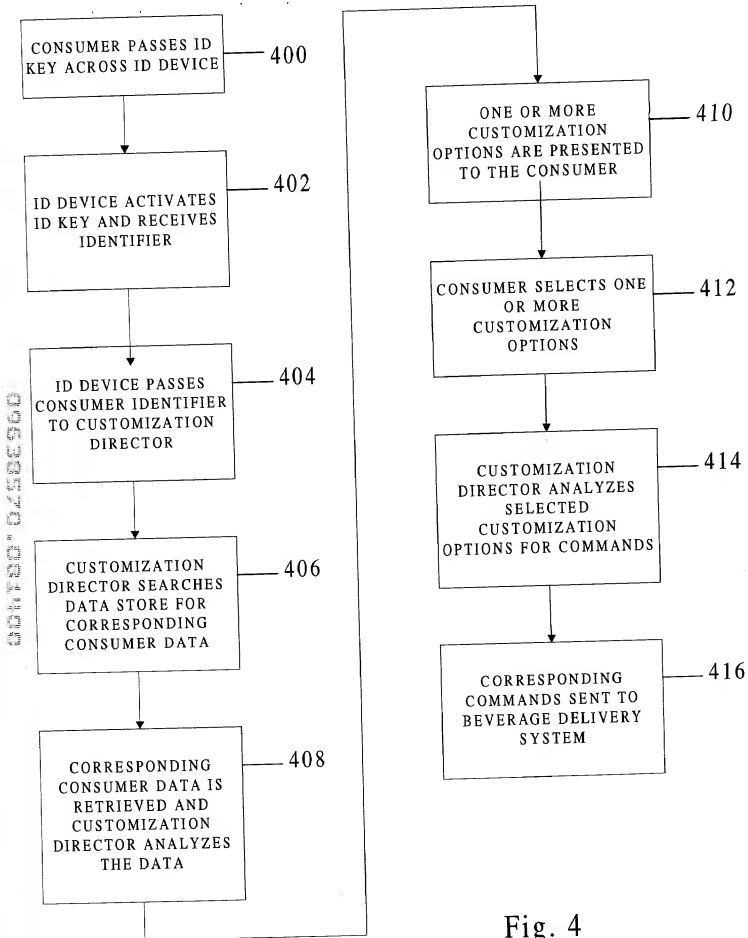 CONSUMER PASSES ID
KEY ACROSS ID DEVICE
400
ID DEVICE ACTIVATES
ID KEY AND RECEIVES
IDENTIFIER
402
ID DEVICE PASSES
CONSUMER IDENTIFIER
TO CUSTOMIZATION
DIRECTOR
404
CUSTOMIZATION
DIRECTOR SEARCHES
DATA STORE FOR
CORRESPONDING
CONSUMER DATA
406
CORRESPONDING
CONSUMER DATA IS
RETRIEVED AND
CUSTOMIZATION
DIRECTOR ANALYZES
THE DATA
408
ONE OR MORE
CUSTOMIZATION
OPTIONS ARE PRESENTED
TO THE CONSUMER
410
CONSUMER SELECTS ONE
OR MORE
CUSTOMIZATION
OPTIONS
412
CUSTOMIZATION
DIRECTOR ANALYZES
SELECTED
CUSTOMIZATION
OPTIONS FOR COMMANDS
414
CORRESPONDING
COMMANDS SENT TO
BEVERAGE DELIVERY
SYSTEM
416
Fig. 4